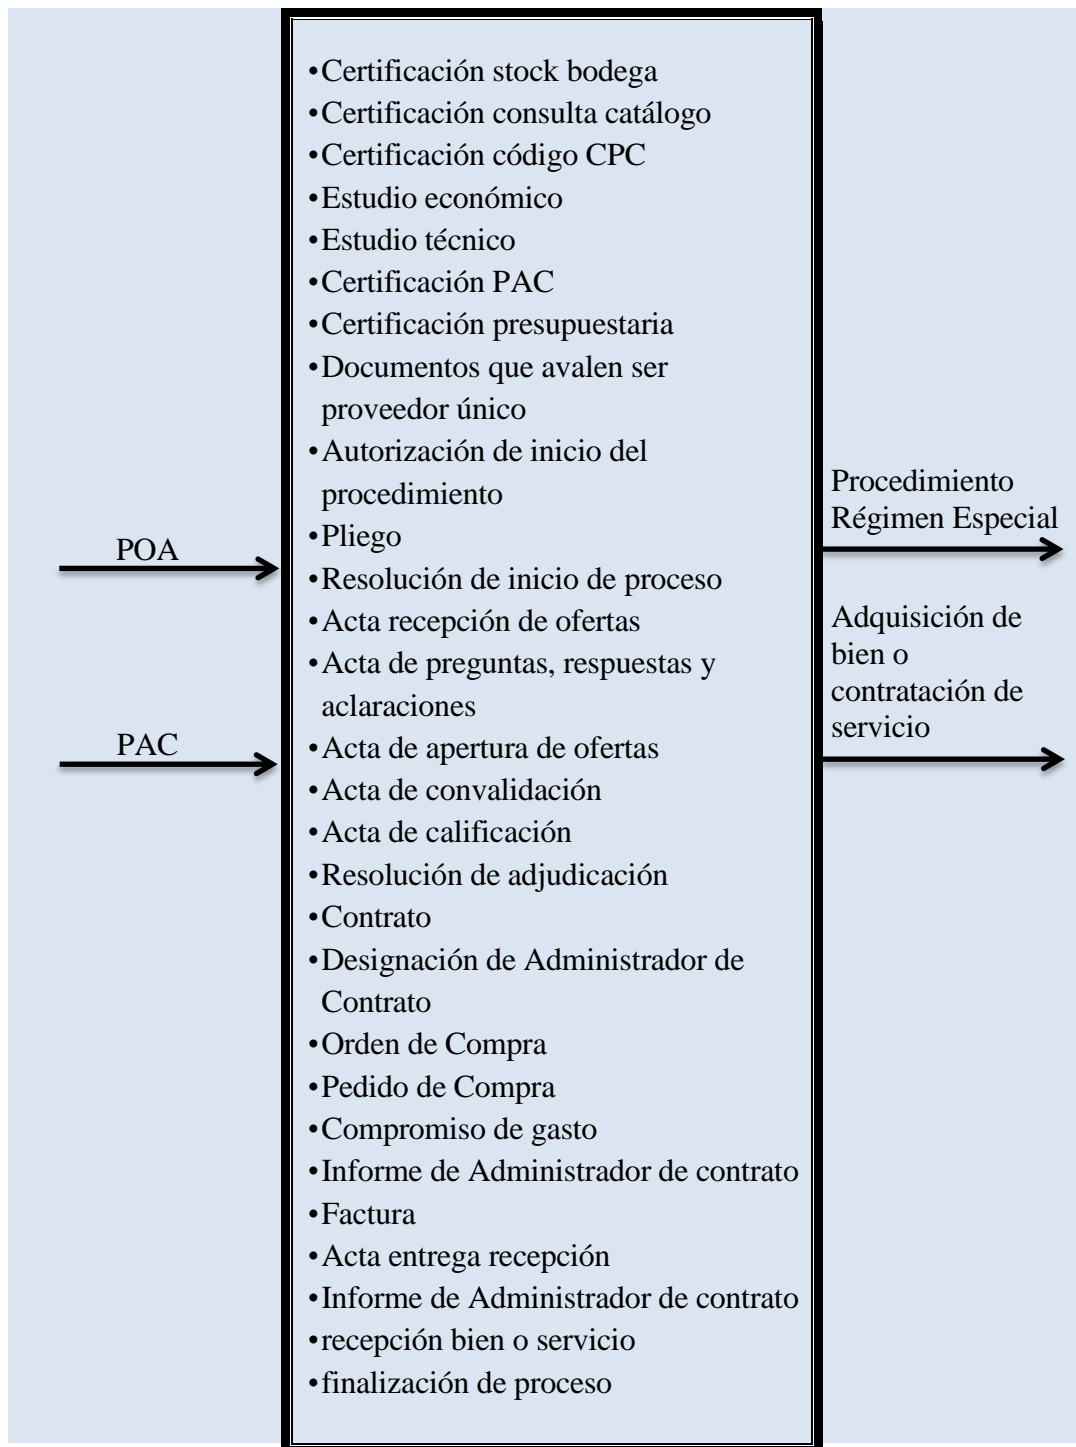 POA
PAC
•Certificación stock bodega
•Certificación consulta catálogo
•Certificación código CPC
•Estudio económico
•Estudio técnico
•Certificación PAC
•Certificación presupuestaria
•Documentos que avalen ser
proveedor único
•Autorización de inicio del
procedimiento
•Pliego
•Resolución de inicio de proceso
•Acta recepción de ofertas
•Acta de preguntas, respuestas y
aclaraciones
•Acta de apertura de ofertas
•Acta de convalidación
•Acta de calificación
•Resolución de adjudicación
•Contrato
•Designación de Administrador de
Contrato
•Orden de Compra
•Pedido de Compra
•Compromiso de gasto
•Informe de Administrador de contrato
•Factura
•Acta entrega recepción
•Informe de Administrador de contrato
•recepción bien o servicio
•finalización de proceso
Procedimiento
Régimen Especial
Adquisición de
bien o
contratación de
servicio